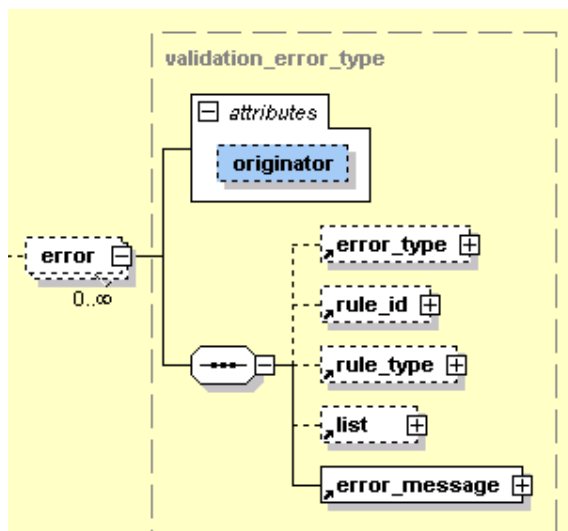 validation_error_type
attributes
originator
error
0..∞
error_type
rule_id
rule_type
list
error_message